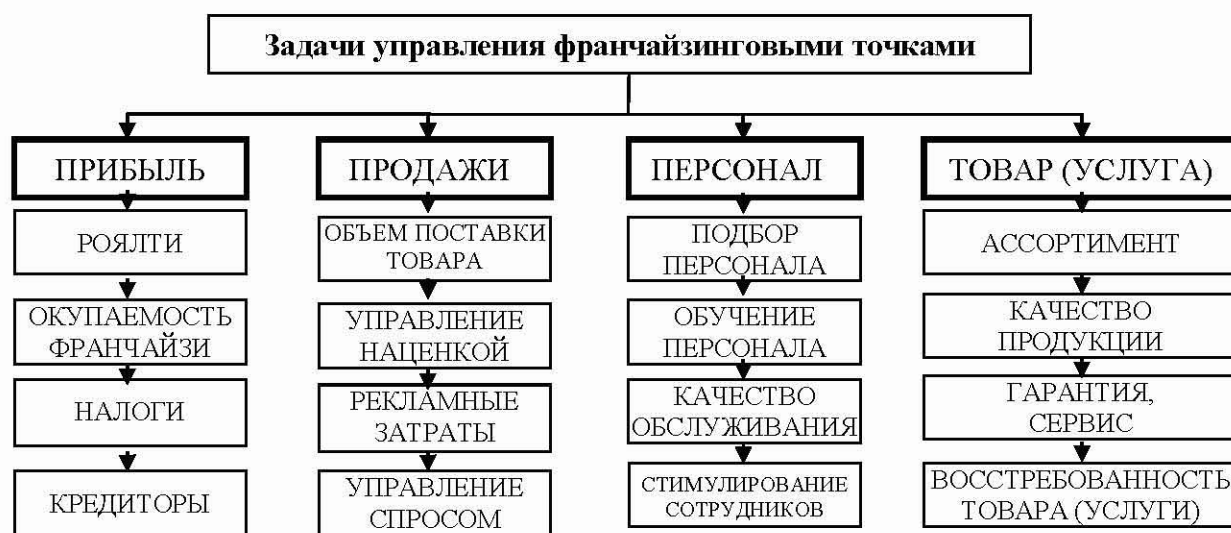 Задачи управления франчайзинговыми точками
ПРИБЫЛЬ
РОЯЛТИ
ОКУПАЕМОСТЬ
ФРАНЧАЙЗИ
НАЛОГИ
КРЕДИТОРЫ
ПРОДАЖИ
ОБЪЕМ ПОСТАВКИ
ТОВАРА
УПРАВЛЕНИЕ
НАЦЕНКОЙ
РЕКЛАМНЫЕ
ЗАТРАТЫ
УПРАВЛЕНИЕ
СПРОСОМ
ПЕРСОНАЛ
ПОДБОР
ПЕРСОНАЛА
ОБУЧЕНИЕ
ПЕРСОНАЛА
КАЧЕСТВО
ОБСЛУЖИВАНИЯ
СТИМУЛИРОВАНИЕ
СОТРУДНИКОВ
ТОВАР (УСЛУГА)
АССОРТИМЕНТ
КАЧЕСТВО
ПРОДУКЦИИ
ГАРАНТИЯ,
СЕРВИС
ВОССТРЕБОВАННОСТЬ
ТОВАРА (УСЛУГИ)